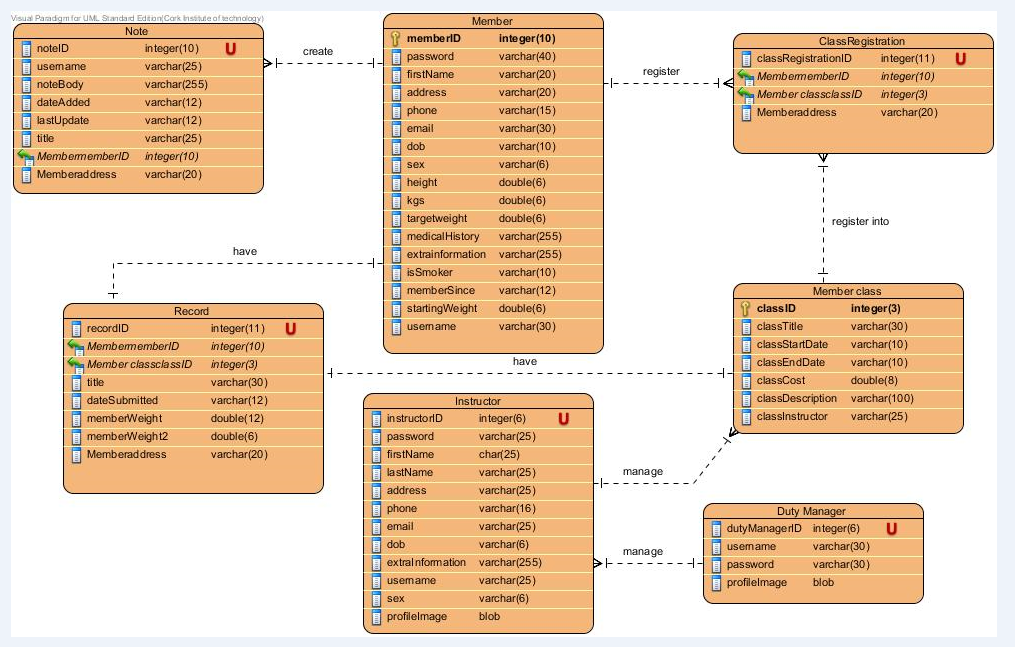 Visual Paradigm for UML Standard Edition(Cork Institute of technology)
Note
noteID integer(10) U
username varchar(25)
noteBody varchar(255)
dateAdded varchar(12)
lastUpdate varchar(12)
title varchar(25)
MembermemberID integer(10)
Memberaddress varchar(20)
create
Member
memberID integer(10)
password varchar(40)
firstName varchar(20)
address varchar(20)
phone varchar(15)
email varchar(30)
dob varchar(10)
sex varchar(6)
height double(6)
kgs double(6)
targetweight double(6)
medicalHistory varchar(255)
extrainformation varchar(255)
isSmoker varchar(10)
memberSince varchar(12)
startingWeight double(6)
username varchar(30)
register
ClassRegistration
classRegistrationID integer(11) U
MembermemberID integer(10)
Member classclassID integer(3)
Memberaddress varchar(20)
register into
have
Record
recordID integer(11) U
MembermemberID integer(10)
Member classclassID integer(3)
title varchar(30)
dateSubmitted varchar(12)
memberWeight double(12)
memberWeight2 double(6)
Memberaddress varchar(20)
have
Member class
classID integer(3)
classTitle varchar(30)
classStartDate varchar(10)
classEndDate varchar(10)
classCost double(8)
classDescription varchar(100)
classInstructor varchar(25)
Instructor
instructorID integer(6) U
password varchar(25)
firstName char(25)
lastName varchar(25)
address varchar(25)
phone varchar(16)
email varchar(25)
dob varchar(6)
extraInformation varchar(255)
username varchar(25)
sex varchar(6)
profileImage blob
manage
manage
Duty Manager
dutyManagerID integer(6) U
username varchar(30)
password varchar(30)
profileImage blob